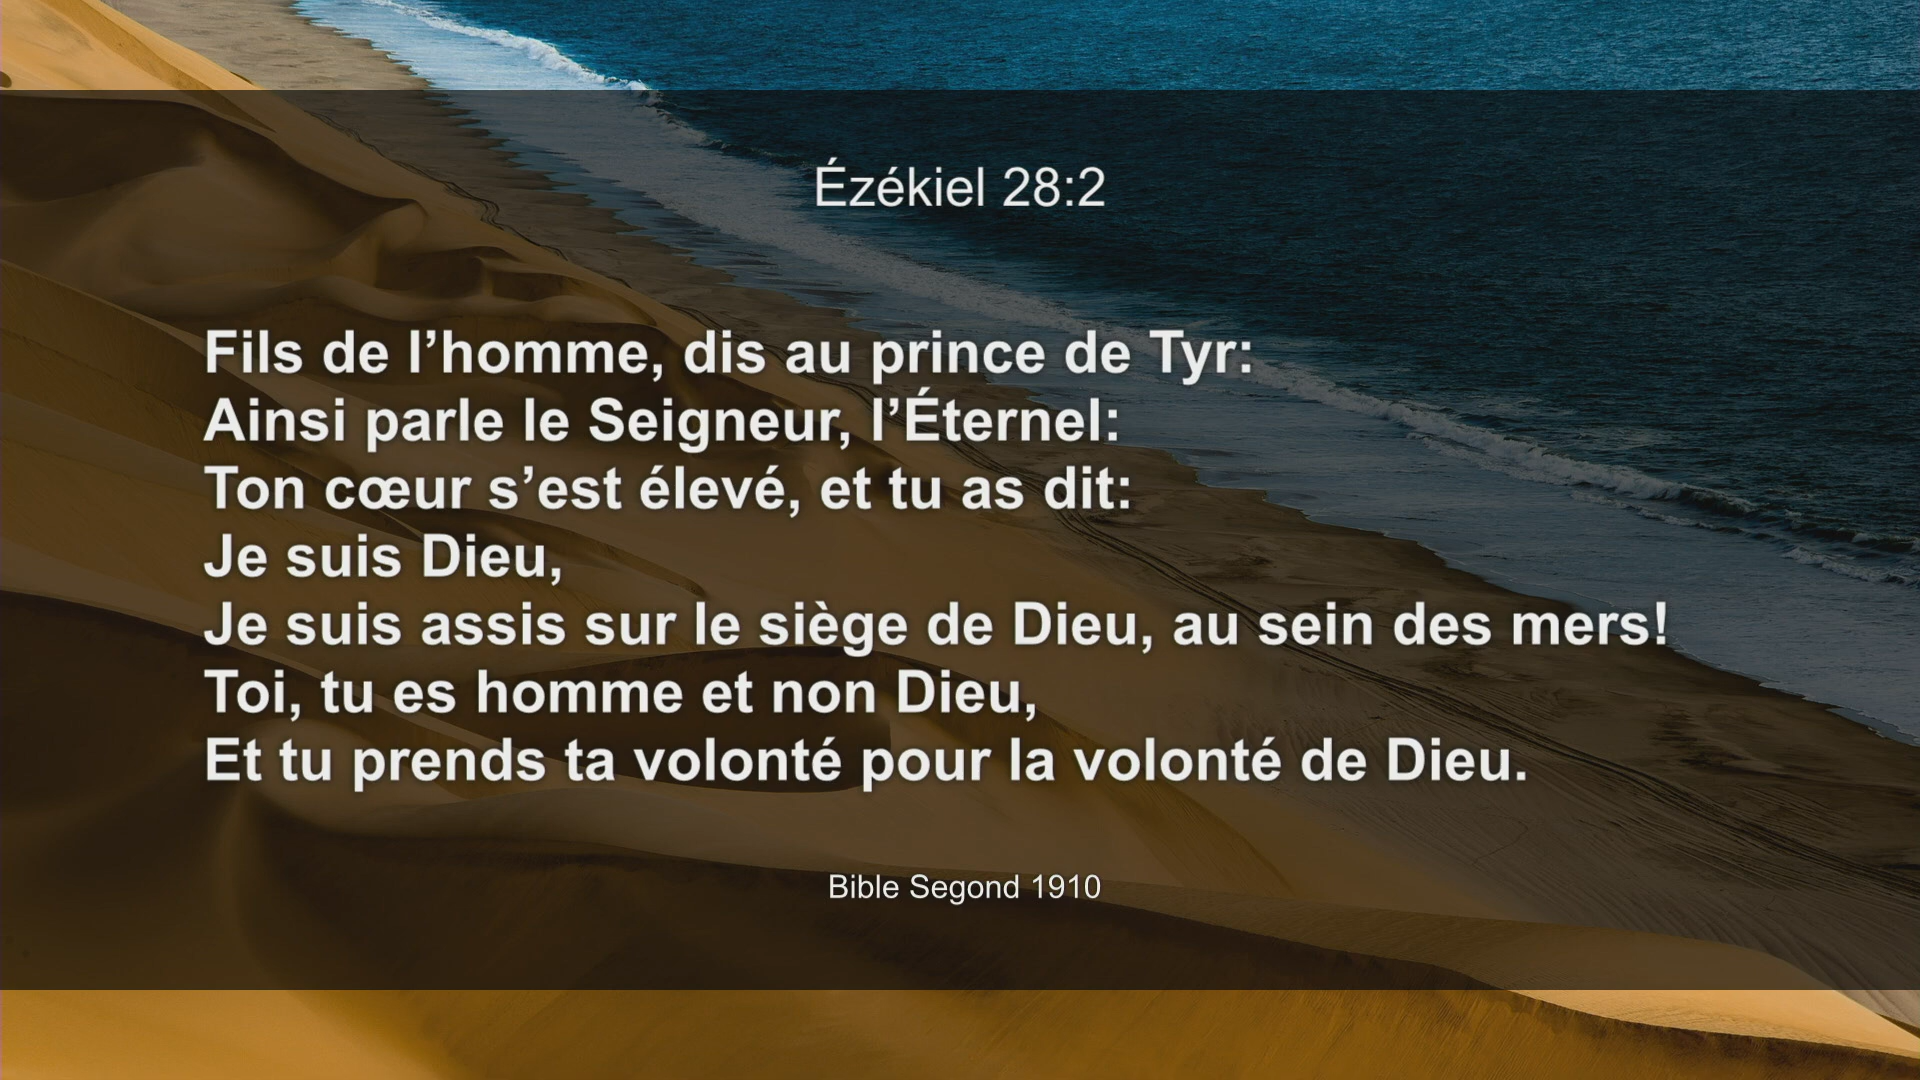 Ézékiel 28:2
Fils de l’homme, dis au prince de Tyr:
Ainsi parle le Seigneur, l’Éternel:
Ton cœur s’est élevé, et tu as dit:
Je suis Dieu,
Je suis assis sur le siège de Dieu, au sein des mers!
Toi, tu es homme et non Dieu,
Et tu prends ta volonté pour la volonté de Dieu.
Bible Segond 1910